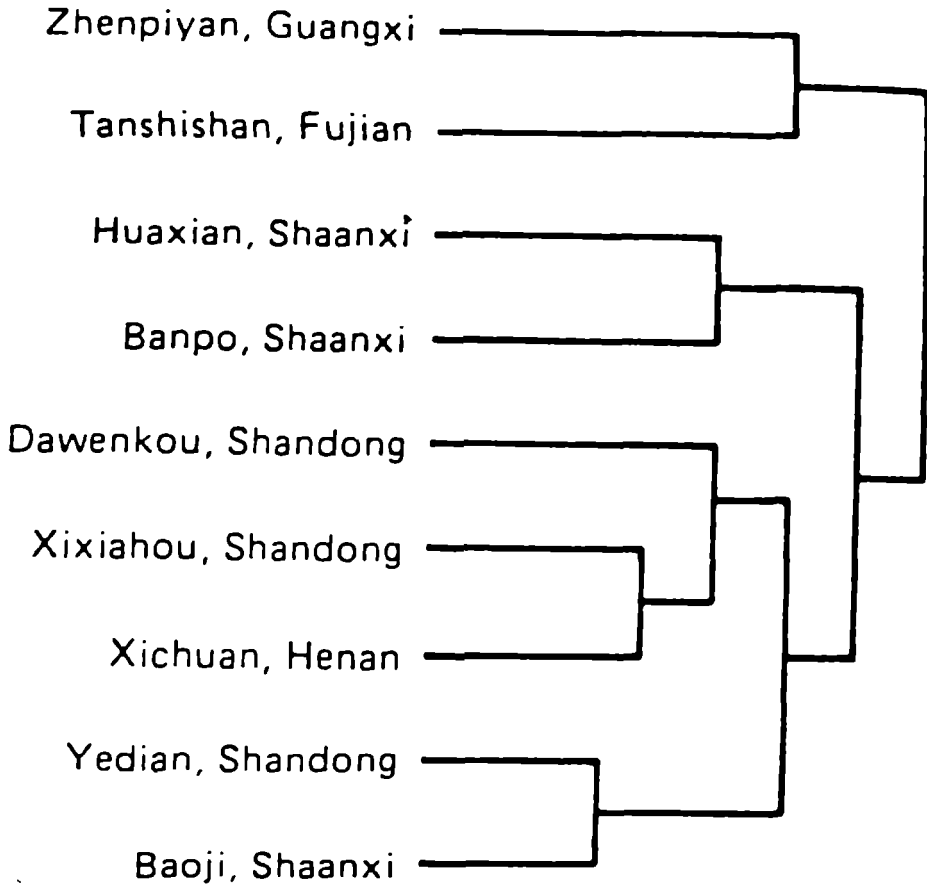 Zhenpiyan, Guangxi
Tanshishan, Fujian
Huaxian, Shaanxi
Banpo, Shaanxi
Dawenkou, Shandong
Xixiahou, Shandong
Xichuan, Henan
Yedian, Shandong
Baoji, Shaanxi